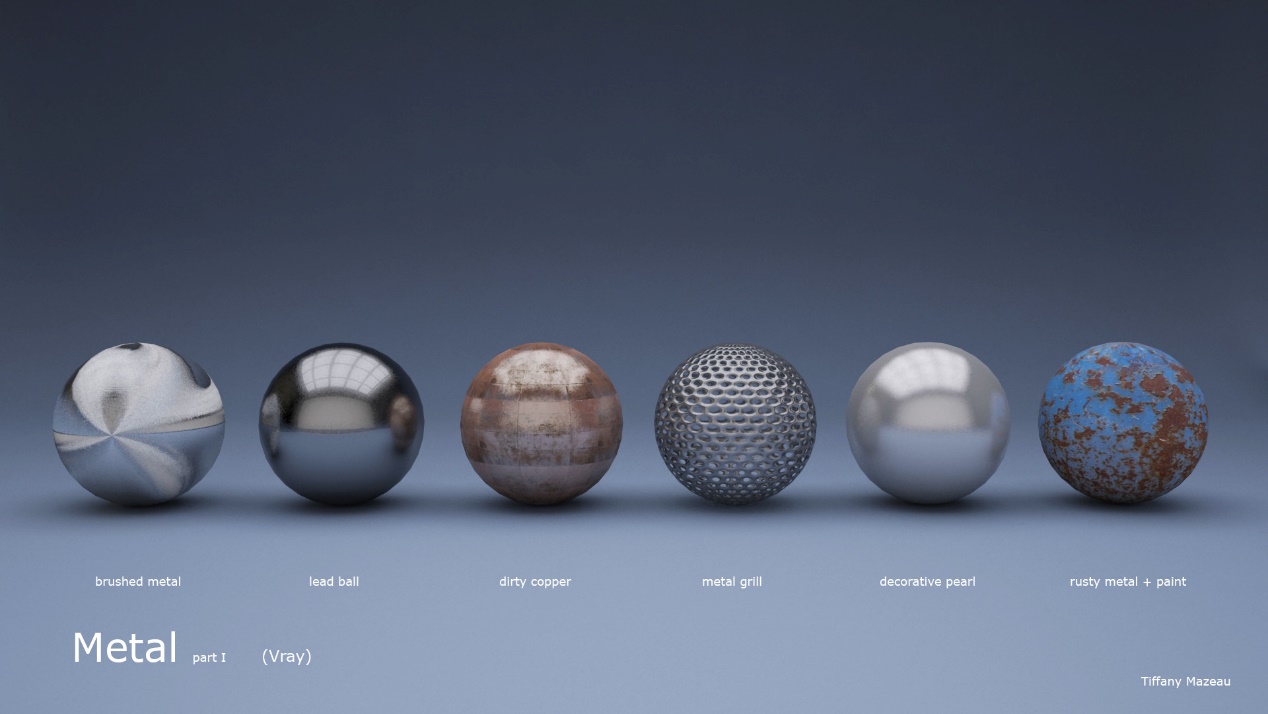 brushed metal lead ball dirty copper metal grill decorative pearl rusty metal + paint
Metal part I (Vray)
Tiffany Mazeau